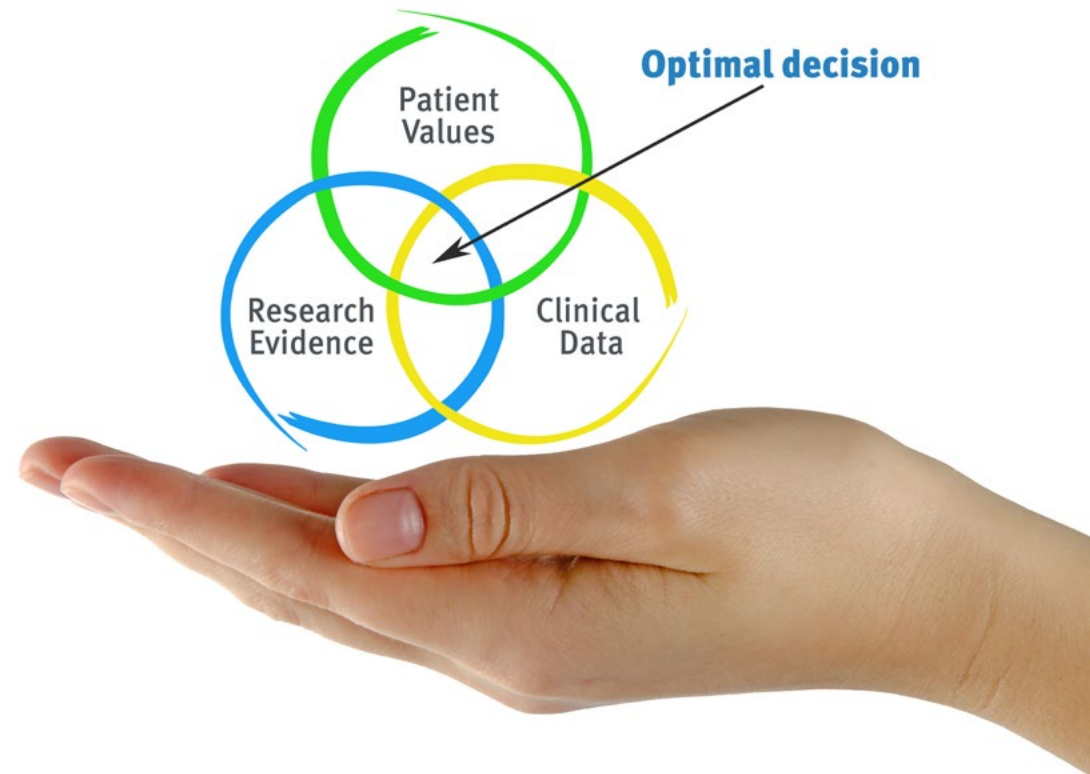 Optimal decision
Patient
Values
Research
Evidence
Clinical
Data